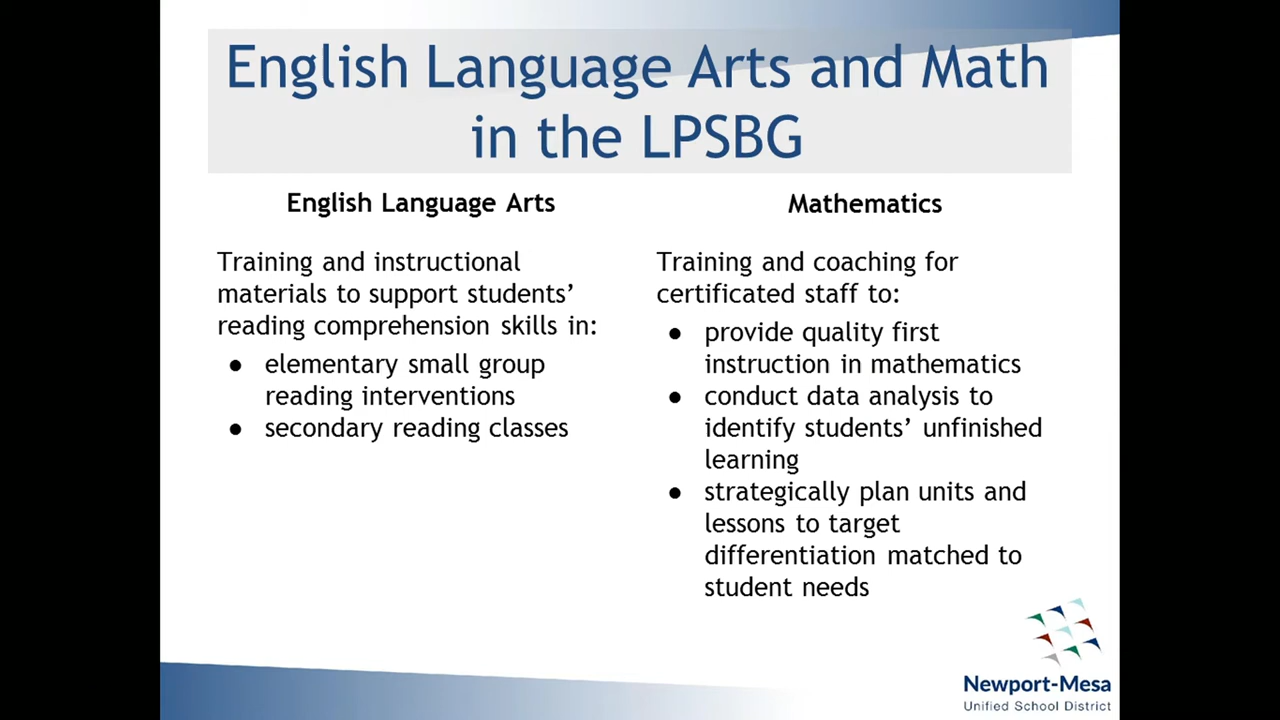 English Language Arts and Math
in the LPSBG
English Language Arts
Training and instructional
materials to support students’
reading comprehension skills in:
● elementary small group
reading interventions
● secondary reading classes
Mathematics
Training and coaching for
certificated staff to:
● provide quality first
instruction in mathematics
● conduct data analysis to
identify students’ unfinished
learning
● strategically plan units and
lessons to target
differentiation matched to
student needs
Newport-Mesa
Unified School District